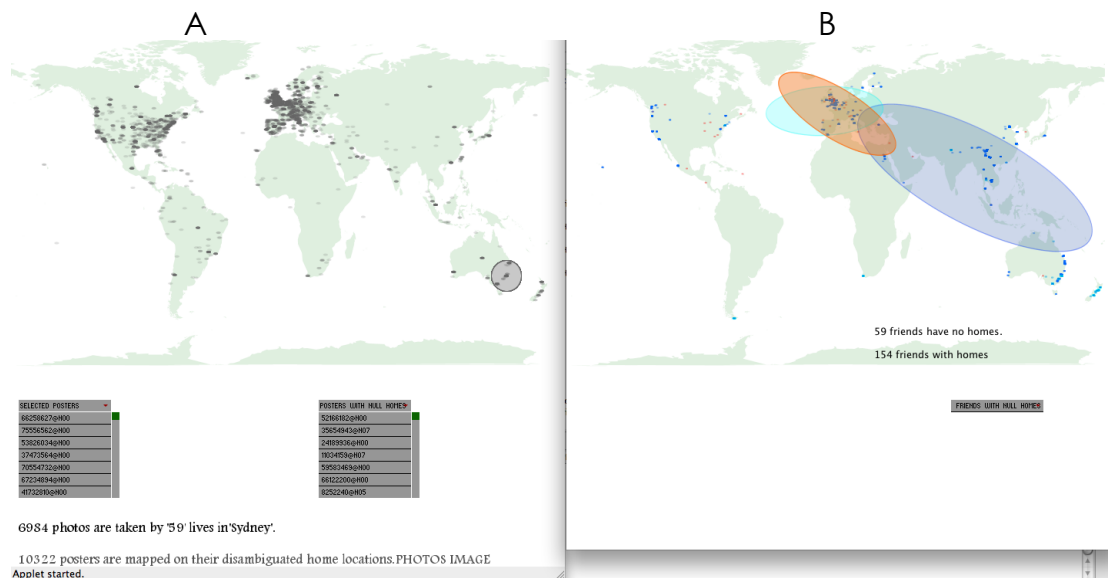 A
B
59 friends have no homes.
154 friends with homes
SELECTED POSTERS
66258627@N00
75556562@N00
53826034@N00
37473564@N00
70554732@N00
67234894@N00
41732810@N00
POSTERS WITH NULL HOMES
52166182@N00
35654943@N07
24189936@N00
11034159@N07
59583469@N00
66122200@N00
8252240@N05
FRIENDS WITH NULL HOMES
6984 photos are taken by '59' lives in'Sydney'.
10322 posters are mapped on their disambiguated home locations.PHOTOS IMAGE
Applet started.